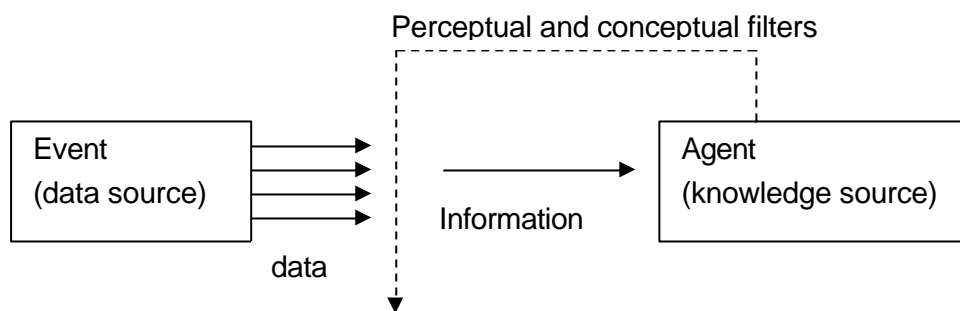 Perceptual and conceptual filters
Event
(data source)
Agent
(knowledge source)
Information
data